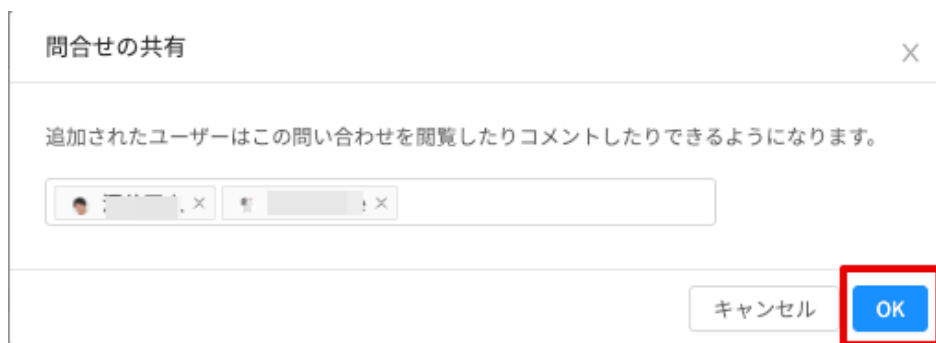 問合せの共有
追加されたユーザーはこの問い合わせを閲覧したりコメントしたりできるようになります。
キャンセル
OK